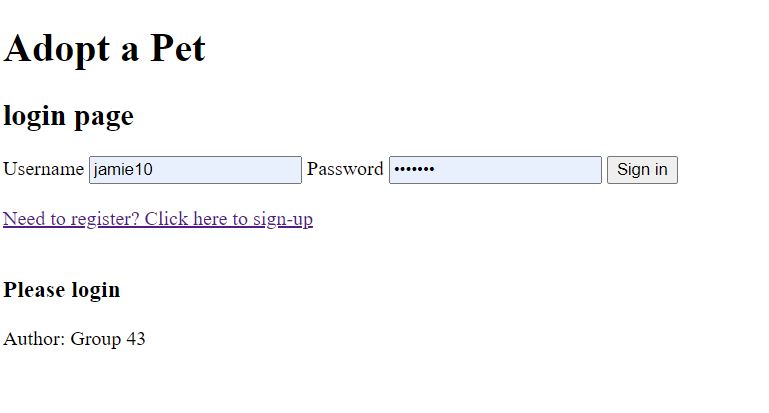 Adopt a Pet
login page
Username jamie10 Password ••••••• Sign in
Need to register? Click here to sign-up
Please login
Author: Group 43